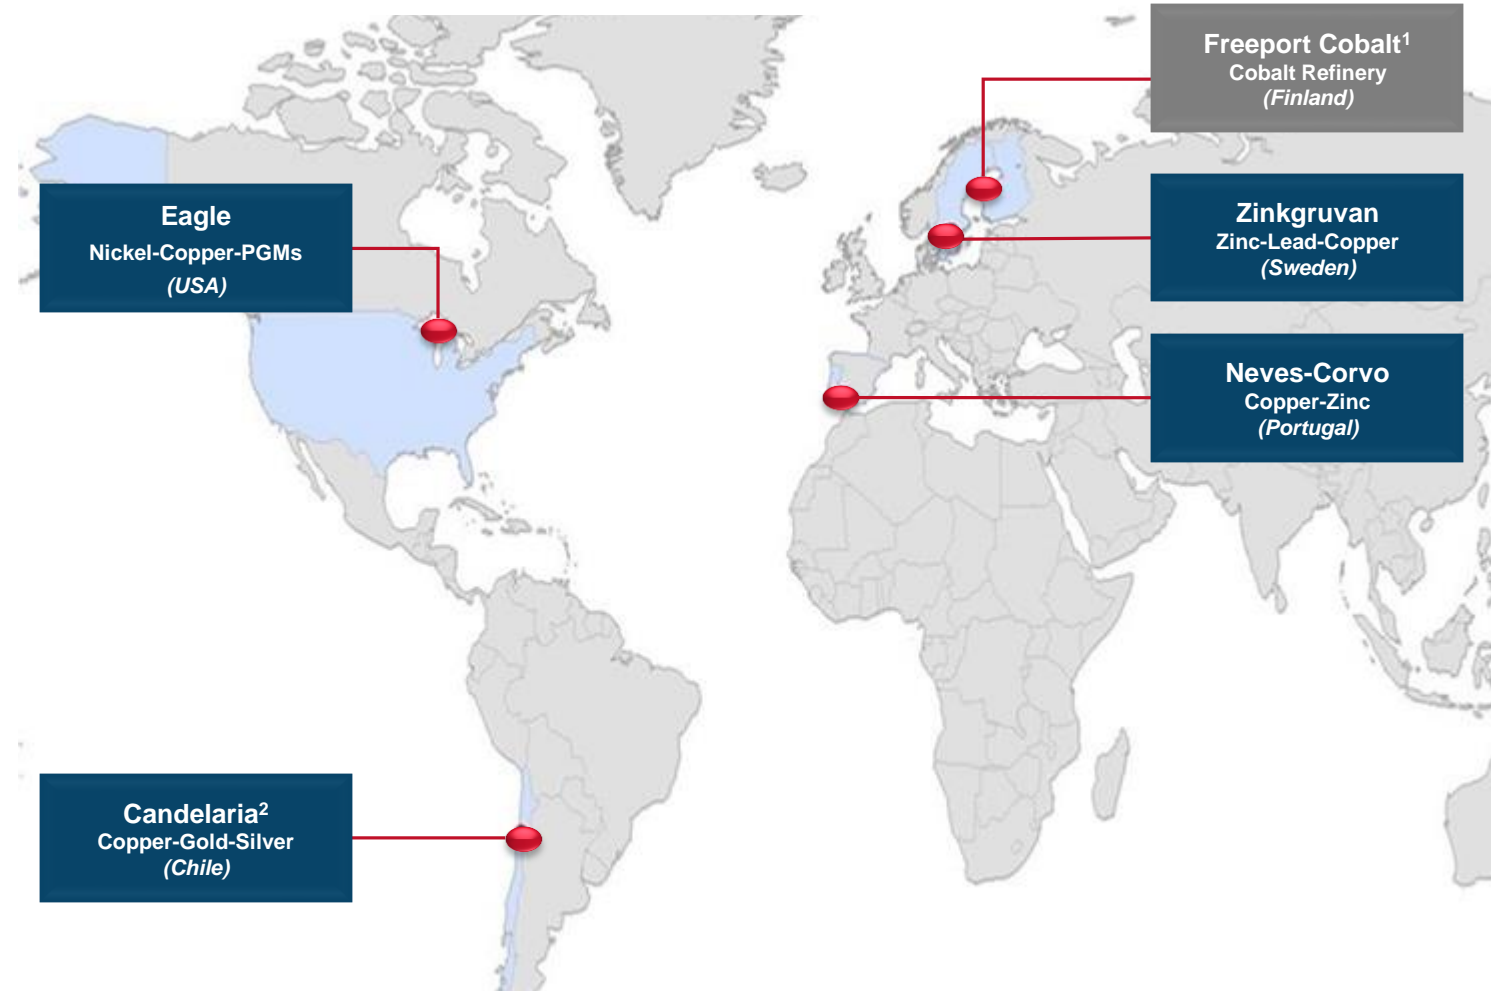 Freeport Cobalt¹
Cobalt Refinery
(Finland)
Eagle
Nickel-Copper-PGMs
(USA)
Zinkgruvan
Zinc-Lead-Copper
(Sweden)
Neves-Corvo
Copper-Zinc
(Portugal)
Candelaria²
Copper-Gold-Silver
(Chile)